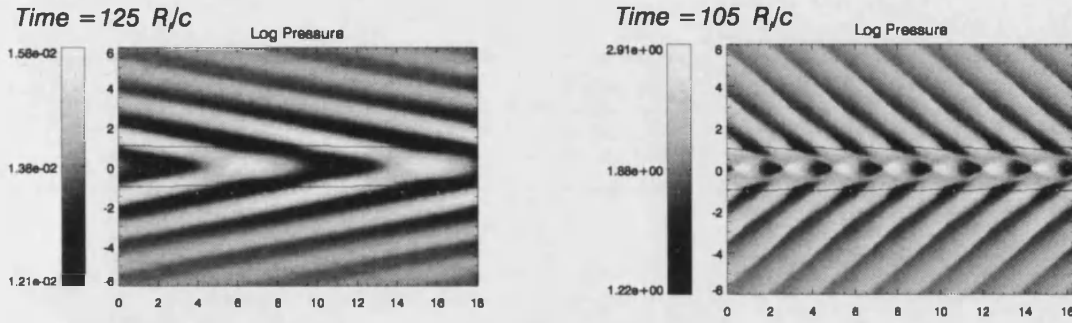 Time = 125 Rj/c
Log Pressure
1.56e-02
1.38e-02
1.21e-02
6
4
2
0
-2
-4
-6
0 2 4 6 8 10 12 14 16 18
Time = 105 Rj/c
Log Pressure
2.91e+00
1.88e+00
1.22e+00
6
4
2
0
-2
-4
-6
0 2 4 6 8 10 12 14 16